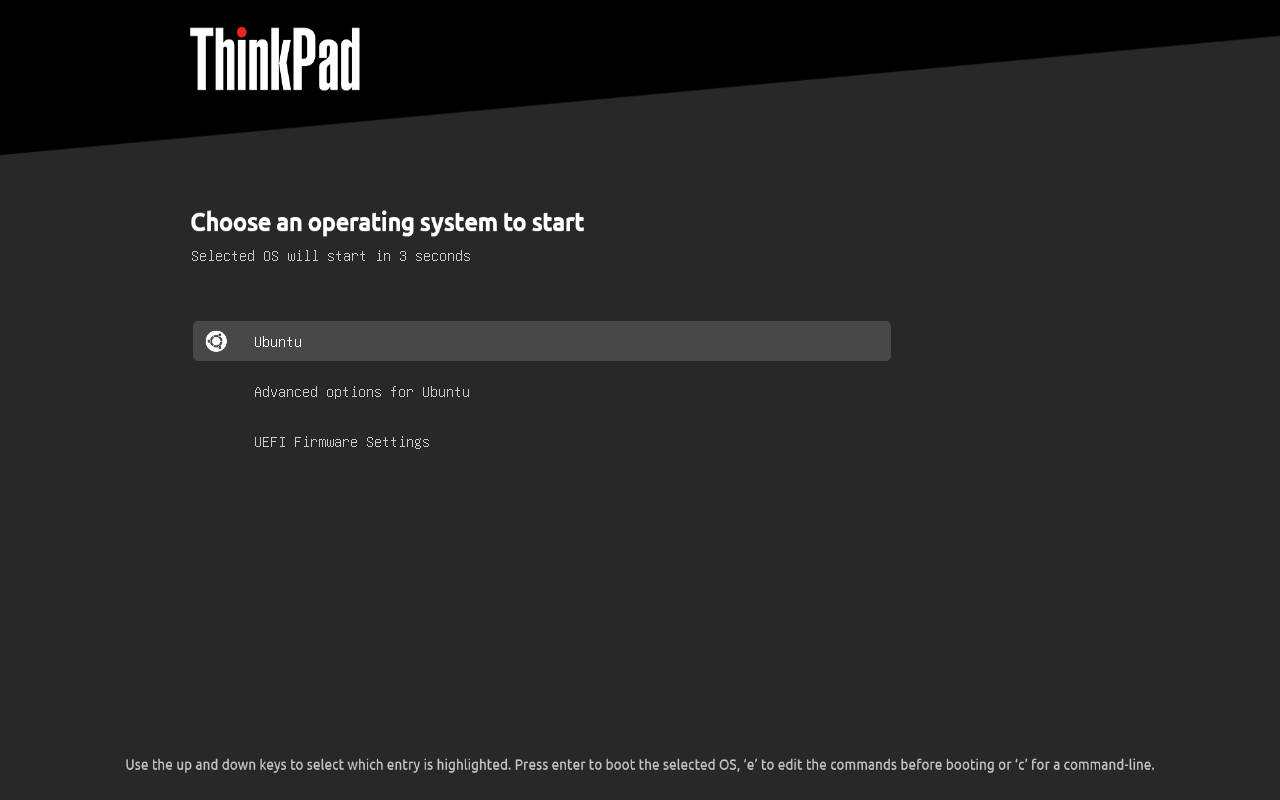 ThinkPad
Choose an operating system to start
Selected OS will start in 3 seconds
Ubuntu
Advanced options for Ubuntu
UEFI Firmware Settings
Use the up and down keys to select which entry is highlighted. Press enter to boot the selected OS, ‘e’ to edit the commands before booting or ‘c’ for a command-line.